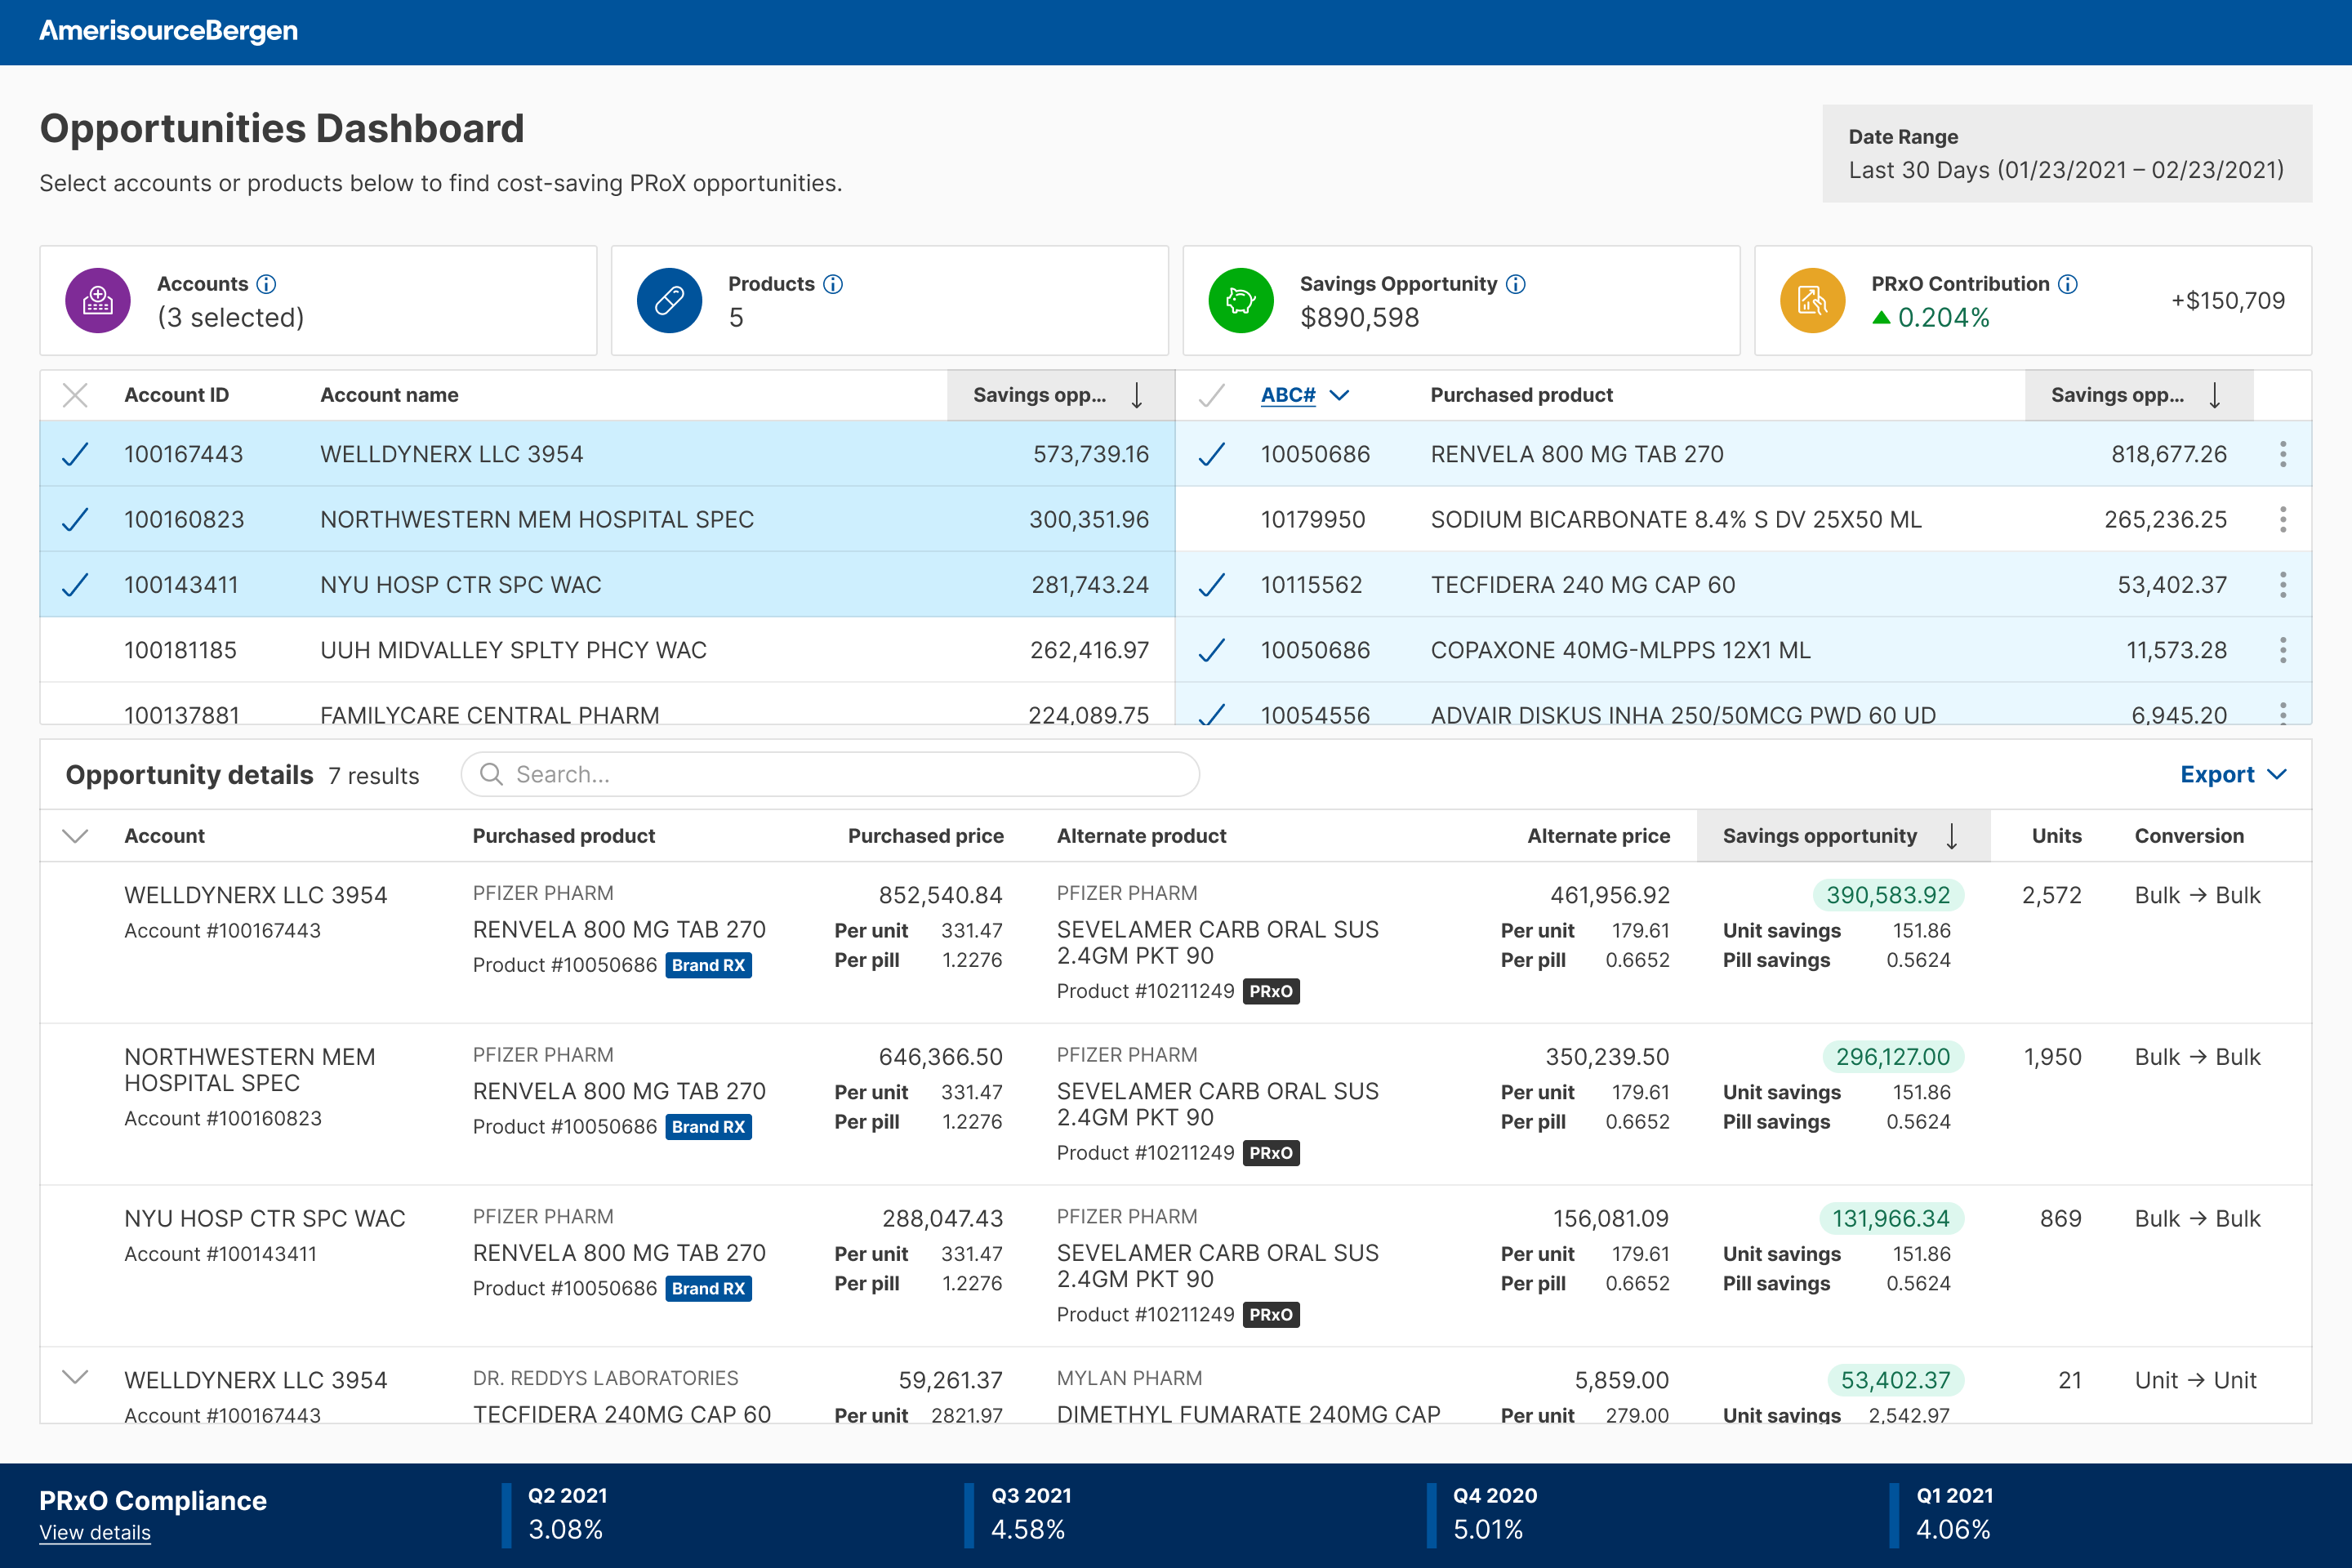 AmerisourceBergen
Opportunities Dashboard
Select accounts or products below to find cost-saving PRoX opportunities.
Date Range
Last 30 Days (01/23/2021 – 02/23/2021)
Accounts
(3 selected)
Products
5
Savings Opportunity
$890,598
PRxO Contribution
0.204%
+$150,709
Account ID Account name Savings opp...
100167443 WELLDYNERX LLC 3954 573,739.16
100160823 NORTHWESTERN MEM HOSPITAL SPEC 300,351.96
100143411 NYU HOSP CTR SPC WAC 281,743.24
100181185 UUH MIDVALLEY SPLTY PHCY WAC 262,416.97
100137881 FAMILYCARE CENTRAL PHARM 224,089.75
ABC# Purchased product Savings opp...
10050686 RENVELA 800 MG TAB 270 818,677.26
10179950 SODIUM BICARBONATE 8.4% S DV 25X50 ML 265,236.25
10115562 TECFIDERA 240 MG CAP 60 53,402.37
10050686 COPAXONE 40MG-MLPPS 12X1 ML 11,573.28
10054556 ADVAIR DISKUS INHA 250/50MCG PWD 60 UD 6,945.20
Opportunity details 7 results Search... Export
Account Purchased product Purchased price Alternate product Alternate price Savings opportunity Units Conversion
WELLDYNERX LLC 3954 PFIZER PHARM 852,540.84 PFIZER PHARM 461,956.92 390,583.92 2,572 Bulk → Bulk
Account #100167443 RENVELA 800 MG TAB 270 Per unit 331.47 SEVELAMER CARB ORAL SUS Per unit 179.61 Unit savings 151.86
Product #10050686 Brand RX Per pill 1.2276 2.4GM PKT 90 Per pill 0.6652 Pill savings 0.5624
Product #10211249 PRxO
NORTHWESTERN MEM PFIZER PHARM 646,366.50 PFIZER PHARM 350,239.50 296,127.00 1,950 Bulk → Bulk
HOSPITAL SPEC RENVELA 800 MG TAB 270 Per unit 331.47 SEVELAMER CARB ORAL SUS Per unit 179.61 Unit savings 151.86
Account #100160823 Product #10050686 Brand RX Per pill 1.2276 2.4GM PKT 90 Per pill 0.6652 Pill savings 0.5624
Product #10211249 PRxO
NYU HOSP CTR SPC WAC PFIZER PHARM 288,047.43 PFIZER PHARM 156,081.09 131,966.34 869 Bulk → Bulk
Account #100143411 RENVELA 800 MG TAB 270 Per unit 331.47 SEVELAMER CARB ORAL SUS Per unit 179.61 Unit savings 151.86
Product #10050686 Brand RX Per pill 1.2276 2.4GM PKT 90 Per pill 0.6652 Pill savings 0.5624
Product #10211249 PRxO
WELLDYNERX LLC 3954 DR. REDDYS LABORATORIES 59,261.37 MYLAN PHARM 5,859.00 53,402.37 21 Unit → Unit
Account #100167443 TECFIDERA 240MG CAP 60 Per unit 2821.97 DIMETHYL FUMARATE 240MG CAP Per unit 279.00 Unit savings 2,542.97
PRxO Compliance
View details
Q2 2021
3.08%
Q3 2021
4.58%
Q4 2020
5.01%
Q1 2021
4.06%